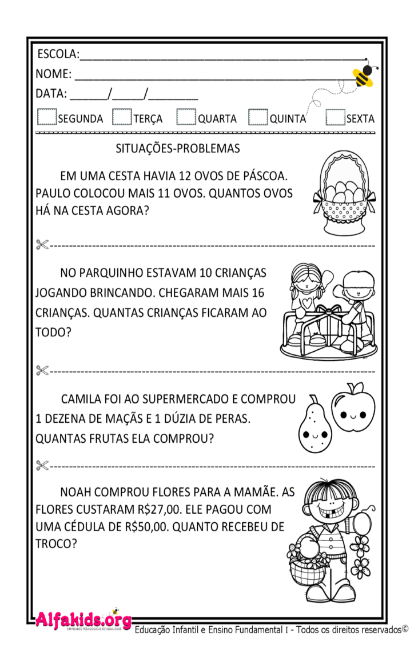 ESCOLA:
NOME:
DATA: ______/_____/_________
SEGUNDA TERÇA QUARTA QUINTA SEXTA
SITUAÇÕES-PROBLEMAS
EM UMA CESTA HAVIA 12 OVOS DE PÁSCOA.
PAULO COLOCOU MAIS 11 OVOS. QUANTOS OVOS
HÁ NA CESTA AGORA?
NO PARQUINHO ESTAVAM 10 CRIANÇAS
JOGANDO BRINCANDO. CHEGARAM MAIS 16
CRIANÇAS. QUANTAS CRIANÇAS FICARAM AO
TODO?
CAMILA FOI AO SUPERMERCADO E COMPROU
1 DEZENA DE MAÇÃS E 1 DÚZIA DE PERAS.
QUANTAS FRUTAS ELA COMPROU?
NOAH COMPROU FLORES PARA A MAMÃE. AS
FLORES CUSTARAM R$27,00. ELE PAGOU COM
UMA CÉDULA DE R$50,00. QUANTO RECEBEU DE
TROCO?
Alfakids.org
Educação Infantil e Ensino Fundamental I - Todos os direitos reservados©